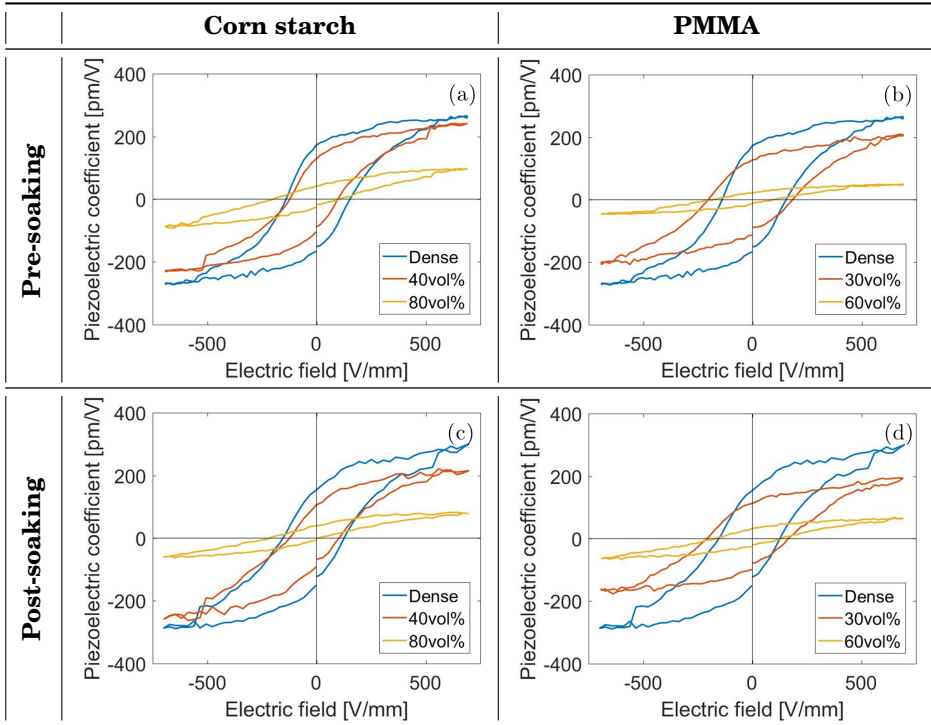 Corn starch
PMMA
Pre-soaking
Piezoelectric coefficient [pm/V]
400
200
0
-200
-400
(a)
Dense
40vol%
80vol%
-500
0
500
Electric field [V/mm]
Piezoelectric coefficient [pm/V]
400
200
0
-200
-400
(b)
Dense
30vol%
60vol%
-500
0
500
Electric field [V/mm]
Post-soaking
Piezoelectric coefficient [pm/V]
400
200
0
-200
-400
(c)
Dense
40vol%
80vol%
-500
0
500
Electric field [V/mm]
Piezoelectric coefficient [pm/V]
400
200
0
-200
-400
(d)
Dense
30vol%
60vol%
-500
0
500
Electric field [V/mm]